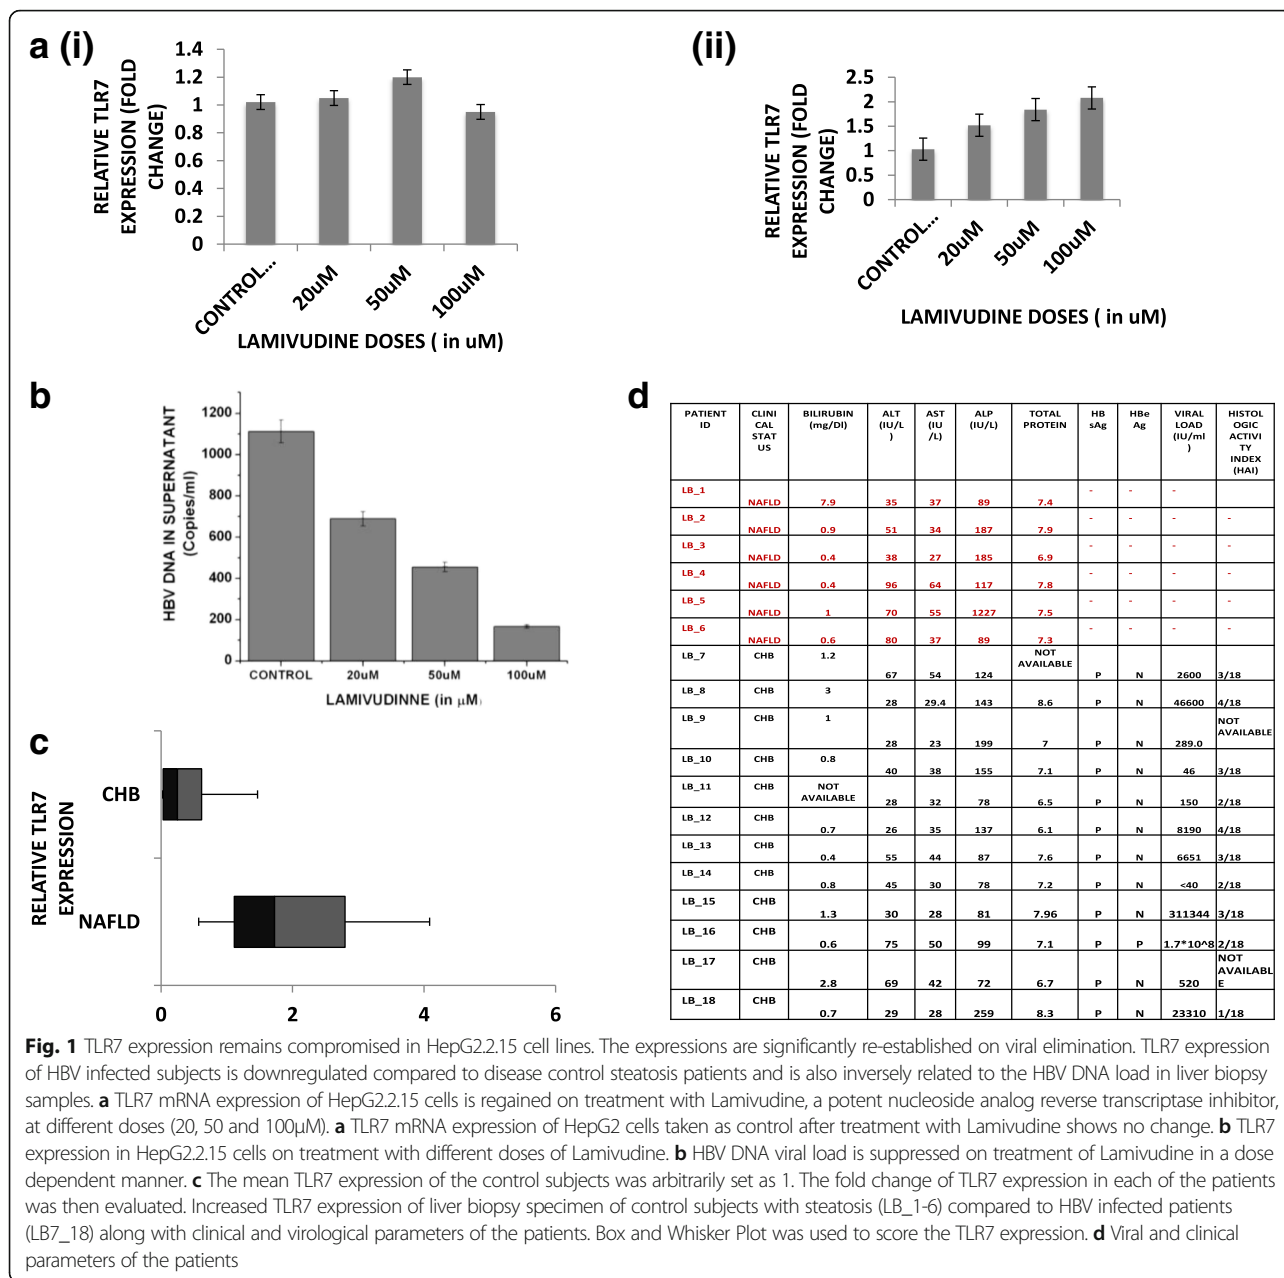 a (i)
1.4
1.2
1
0.8
0.6
0.4
0.2
0
RELATIVE TLR7
EXPRESSION (FOLD
CHANGE)
CONTROL...
20uM
50uM
100uM
LAMIVUDINE DOSES ( in uM)
(ii)
2.5
2
1.5
1
0.5
0
RELATIVE TLR7
EXPRESSION (FOLD
CHANGE)
CONTROL...
20uM
50uM
100uM
LAMIVUDINE DOSES ( in uM)
b
1200
1000
800
600
400
200
0
HBV DNA IN SUPERNATANT
(Copies/ml)
CONTROL 20uM 50uM 100uM
LAMIVUDINNE (in µM)
c
RELATIVE TLR7
EXPRESSION
CHB
NAFLD
0 2 4 6
d
PATIENT ID | CLINI CAL STAT US | BILIRUBIN (mg/Dl) | ALT (IU/L ) | AST (IU /L) | ALP (IU/L) | TOTAL PROTEIN | HB sAg | HBe Ag | VIRAL LOAD (IU/ml ) | HISTOL OGIC ACTIVI TY INDEX (HAI)
LB_1 NAFLD 7.9 35 37 89 7.4 - - -
LB_2 NAFLD 0.9 51 34 187 7.9 - - - -
LB_3 NAFLD 0.4 38 27 185 6.9 - - - -
LB_4 NAFLD 0.4 96 64 117 7.8 - - - -
LB_5 NAFLD 1 70 55 1227 7.5 - - - -
LB_6 NAFLD 0.6 80 37 89 7.3 - - - -
LB_7 CHB 1.2 67 54 124 NOT AVAILABLE P N 2600 3/18
LB_8 CHB 3 28 29.4 143 8.6 P N 46600 4/18
LB_9 CHB 1 28 23 199 7 P N 289.0 NOT AVAILABLE
LB_10 CHB 0.8 40 38 155 7.1 P N 46 3/18
LB_11 CHB NOT AVAILABLE 28 32 78 6.5 P N 150 2/18
LB_12 CHB 0.7 26 35 137 6.1 P N 8190 4/18
LB_13 CHB 0.4 55 44 87 7.6 P N 6651 3/18
LB_14 CHB 0.8 45 30 78 7.2 P N <40 2/18
LB_15 CHB 1.3 30 28 81 7.96 P N 311344 3/18
LB_16 CHB 0.6 75 50 99 7.1 P P 1.7*10^8 2/18
LB_17 CHB 2.8 69 42 72 6.7 P N 520 NOT AVAILABL E
LB_18 CHB 0.7 29 28 259 8.3 P N 23310 1/18
Fig. 1 TLR7 expression remains compromised in HepG2.2.15 cell lines. The expressions are significantly re-established on viral elimination. TLR7 expression
of HBV infected subjects is downregulated compared to disease control steatosis patients and is also inversely related to the HBV DNA load in liver biopsy
samples. a TLR7 mRNA expression of HepG2.2.15 cells is regained on treatment with Lamivudine, a potent nucleoside analog reverse transcriptase inhibitor,
at different doses (20, 50 and 100μM). a TLR7 mRNA expression of HepG2 cells taken as control after treatment with Lamivudine shows no change. b TLR7
expression in HepG2.2.15 cells on treatment with different doses of Lamivudine. b HBV DNA viral load is suppressed on treatment of Lamivudine in a dose
dependent manner. c The mean TLR7 expression of the control subjects was arbitrarily set as 1. The fold change of TLR7 expression in each of the patients
was then evaluated. Increased TLR7 expression of liver biopsy specimen of control subjects with steatosis (LB_1-6) compared to HBV infected patients
(LB7_18) along with clinical and virological parameters of the patients. Box and Whisker Plot was used to score the TLR7 expression. d Viral and clinical
parameters of the patients